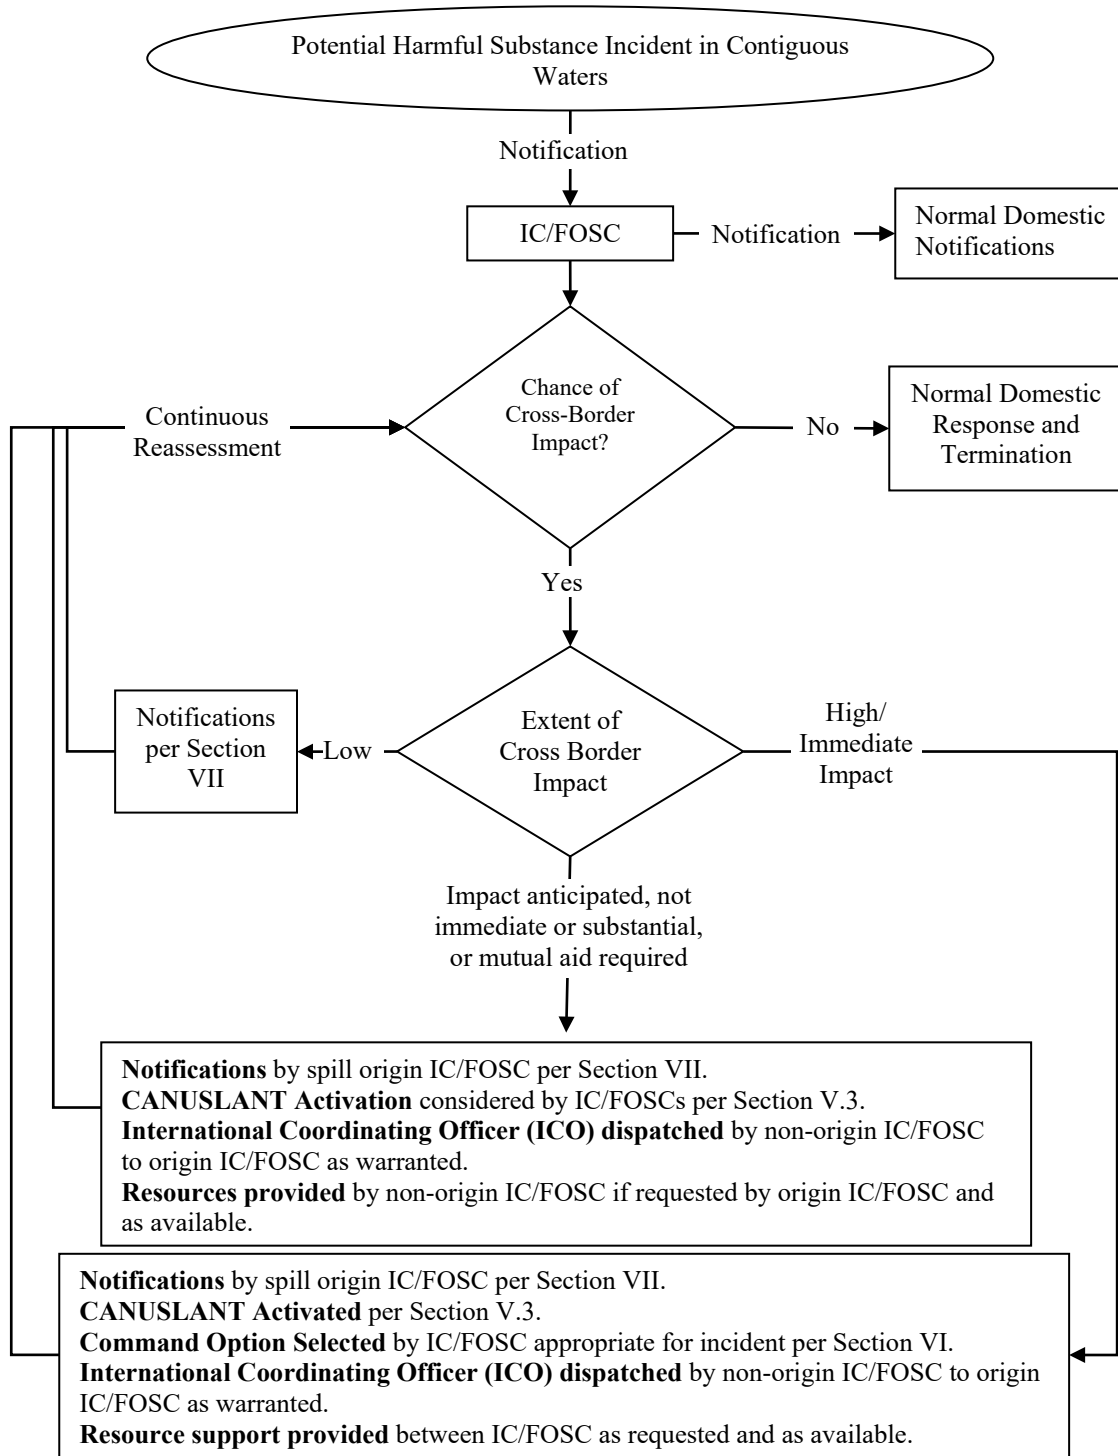 Potential Harmful Substance Incident in Contiguous
Waters
Notification
IC/FOSC
Notification
Normal Domestic
Notifications
Chance of
Cross-Border
Impact?
Continuous
Reassessment
No
Normal Domestic
Response and
Termination
Yes
Extent of
Cross Border
Impact
Low
Notifications
per Section
VII
High/
Immediate
Impact
Impact anticipated, not
immediate or substantial,
or mutual aid required
Notifications by spill origin IC/FOSC per Section VII.
CANUSLANT Activation considered by IC/FOSCs per Section V.3.
International Coordinating Officer (ICO) dispatched by non-origin IC/FOSC
to origin IC/FOSC as warranted.
Resources provided by non-origin IC/FOSC if requested by origin IC/FOSC and
as available.
Notifications by spill origin IC/FOSC per Section VII.
CANUSLANT Activated per Section V.3.
Command Option Selected by IC/FOSC appropriate for incident per Section VI.
International Coordinating Officer (ICO) dispatched by non-origin IC/FOSC to origin
IC/FOSC as warranted.
Resource support provided between IC/FOSC as requested and as available.